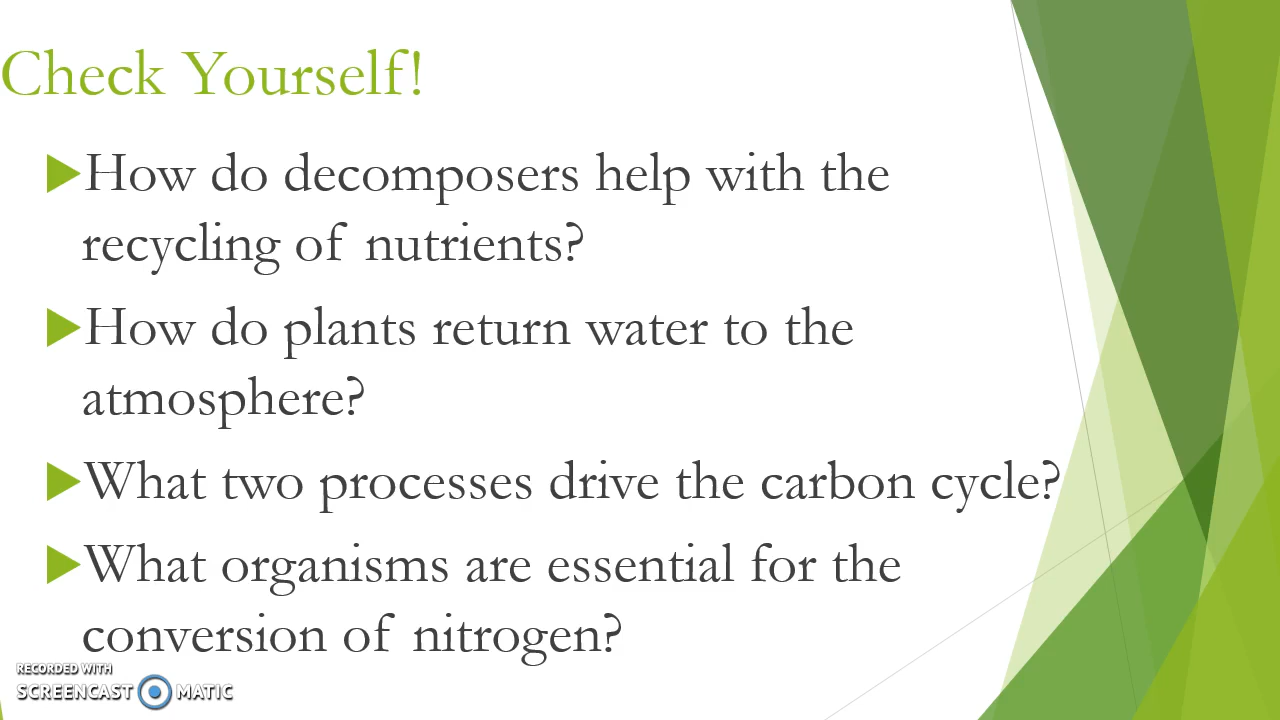 Check Yourself!
How do decomposers help with the
recycling of nutrients?
How do plants return water to the
atmosphere?
What two processes drive the carbon cycle?
What organisms are essential for the
conversion of nitrogen?
RECORDED WITH
SCREENCAST MATIC